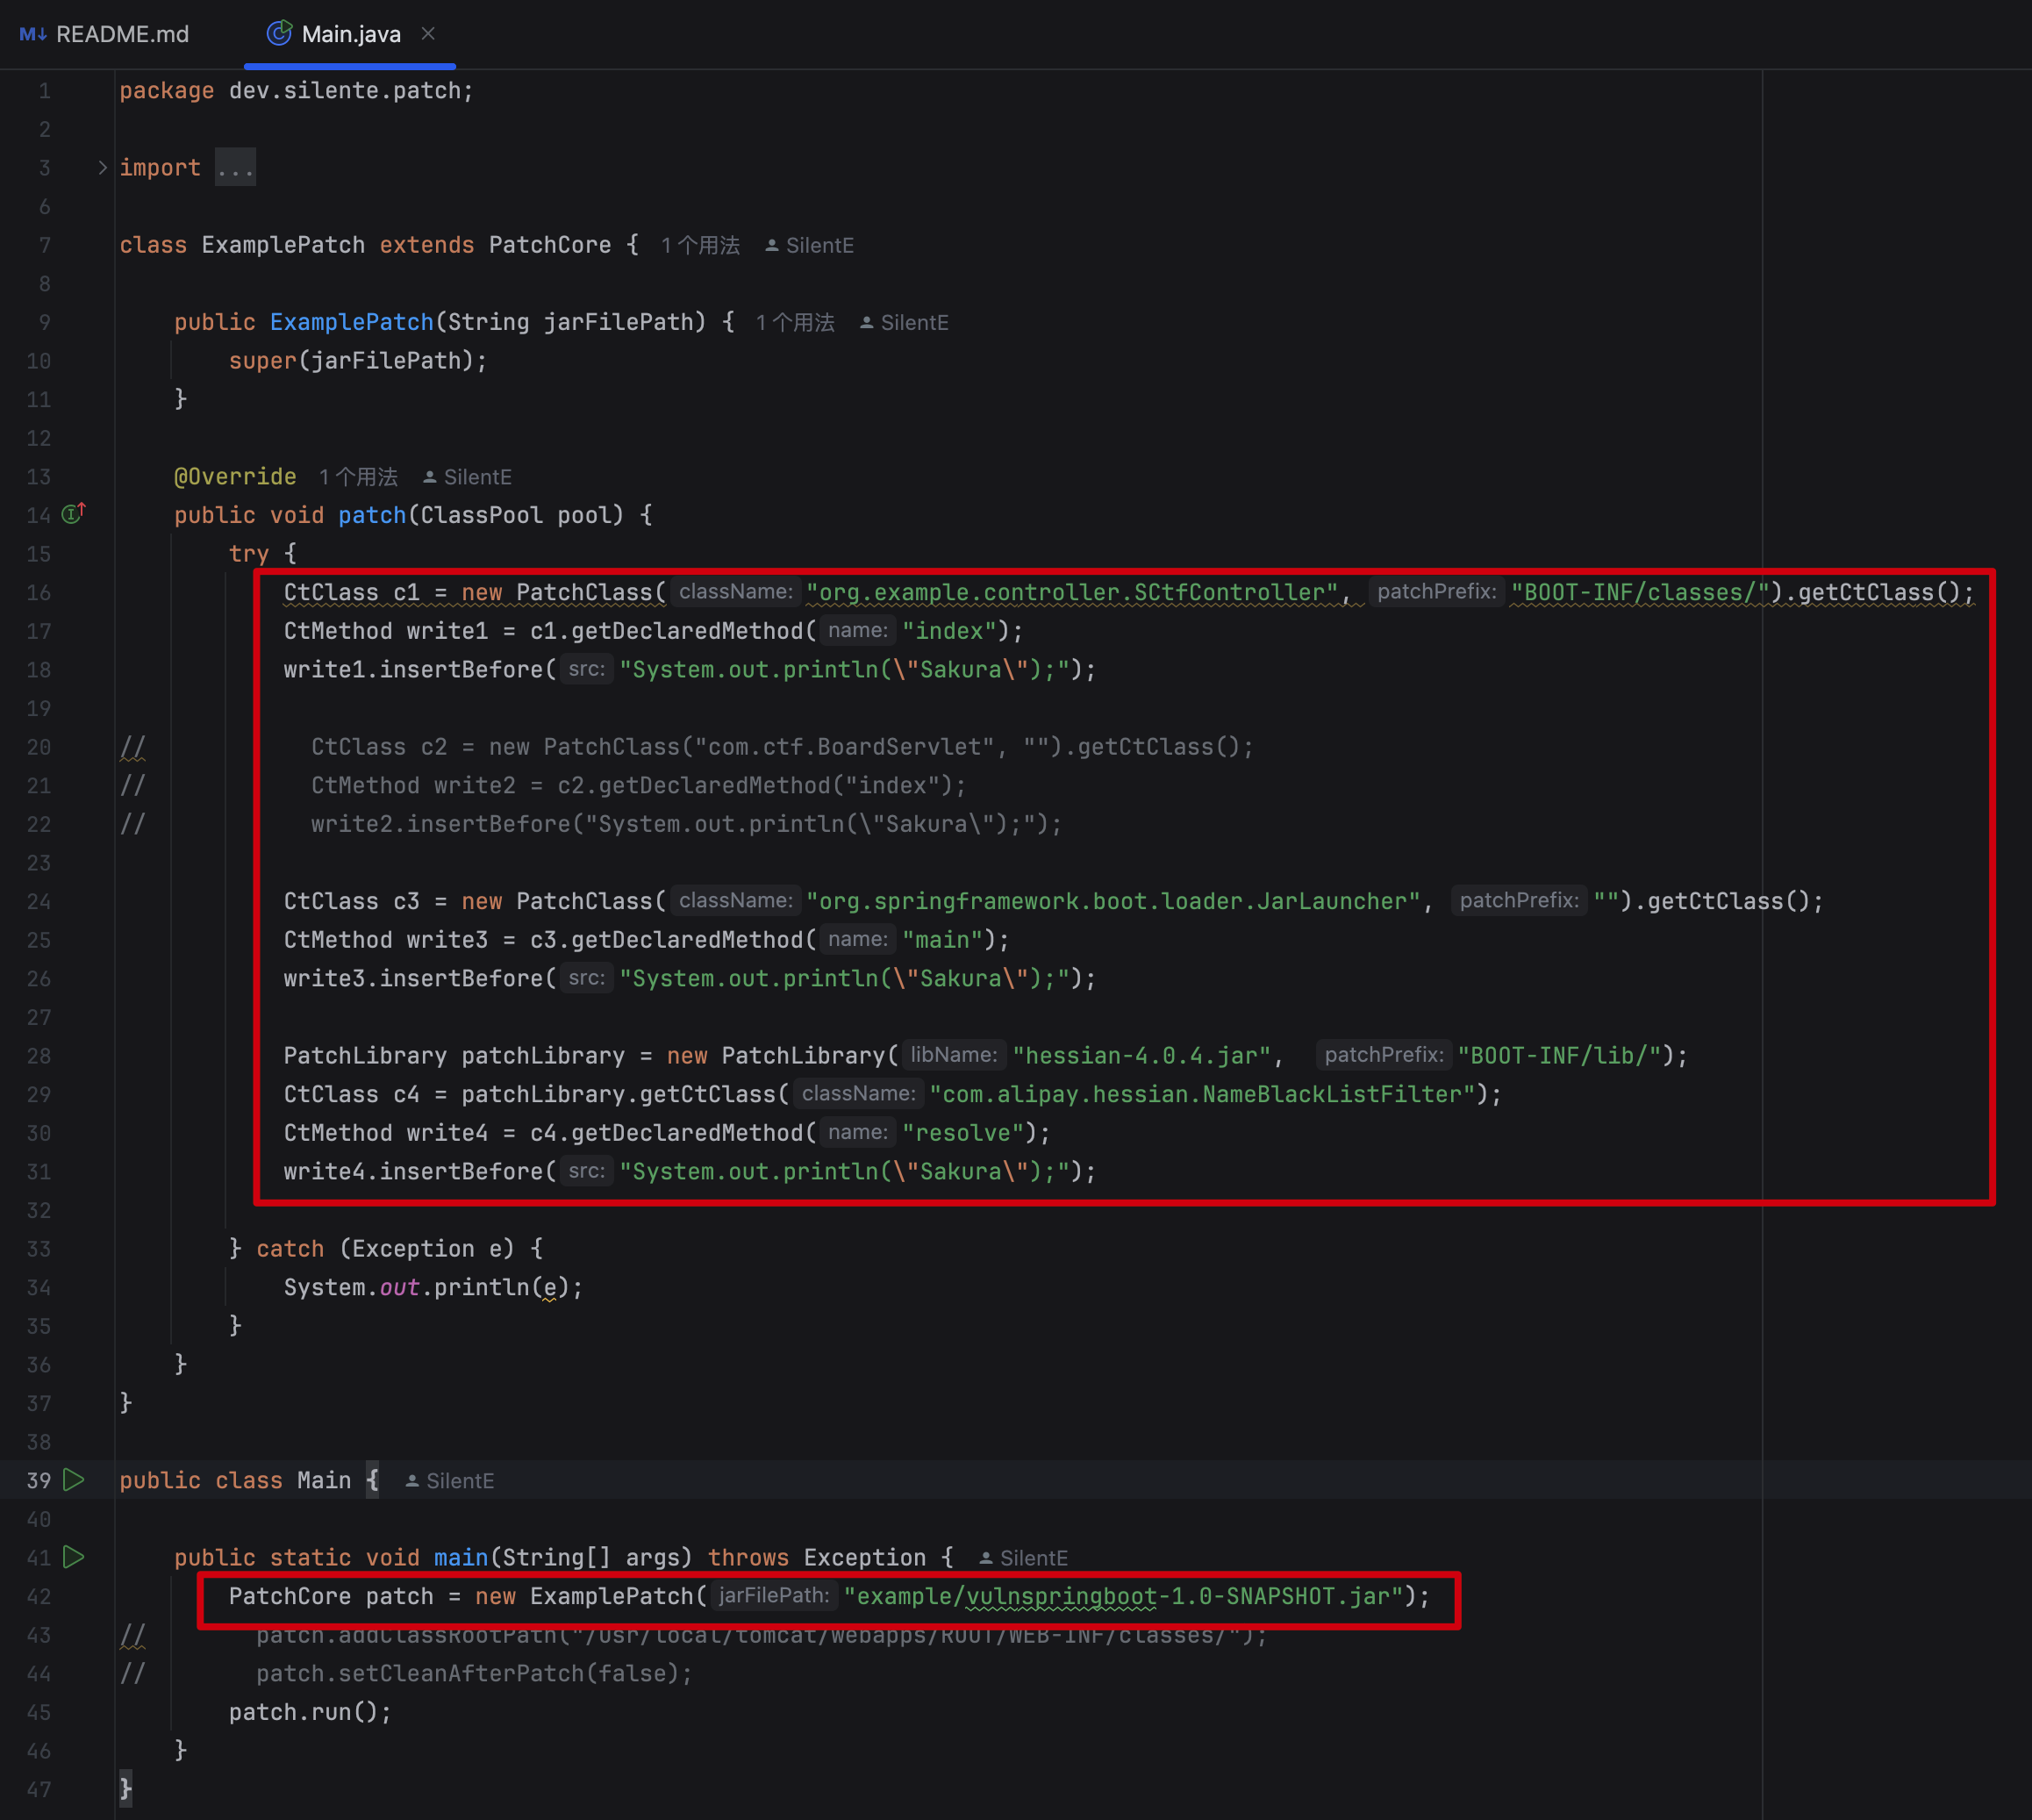 M↓ README.md Main.java ×
1 package dev.silente.patch;
2
3 import ...
6
7 class ExamplePatch extends PatchCore { 1 个用法 SilentE
8
9 public ExamplePatch(String jarFilePath) { 1 个用法 SilentE
10 super(jarFilePath);
11 }
12
13 @Override 1 个用法 SilentE
14 public void patch(ClassPool pool) {
15 try {
16 CtClass c1 = new PatchClass( className: "org.example.controller.SCtfController", patchPrefix: "BOOT-INF/classes/").getCtClass();
17 CtMethod write1 = c1.getDeclaredMethod( name: "index");
18 write1.insertBefore( src: "System.out.println(\"Sakura\");");
19
20 // CtClass c2 = new PatchClass("com.ctf.BoardServlet", "").getCtClass();
21 // CtMethod write2 = c2.getDeclaredMethod("index");
22 // write2.insertBefore("System.out.println(\"Sakura\");");
23
24 CtClass c3 = new PatchClass( className: "org.springframework.boot.loader.JarLauncher", patchPrefix: "").getCtClass();
25 CtMethod write3 = c3.getDeclaredMethod( name: "main");
26 write3.insertBefore( src: "System.out.println(\"Sakura\");");
27
28 PatchLibrary patchLibrary = new PatchLibrary( libName: "hessian-4.0.4.jar", patchPrefix: "BOOT-INF/lib/");
29 CtClass c4 = patchLibrary.getCtClass( className: "com.alipay.hessian.NameBlackListFilter");
30 CtMethod write4 = c4.getDeclaredMethod( name: "resolve");
31 write4.insertBefore( src: "System.out.println(\"Sakura\");");
32
33 } catch (Exception e) {
34 System.out.println(e);
35 }
36 }
37 }
38
39 public class Main { SilentE
40
41 public static void main(String[] args) throws Exception { SilentE
42 PatchCore patch = new ExamplePatch( jarFilePath: "example/vulnspringboot-1.0-SNAPSHOT.jar");
43 // patch.addClassRootPath("/usr/local/tomcat/webapps/ROOT/WEB-INF/classes/");
44 // patch.setCleanAfterPatch(false);
45 patch.run();
46 }
47 }